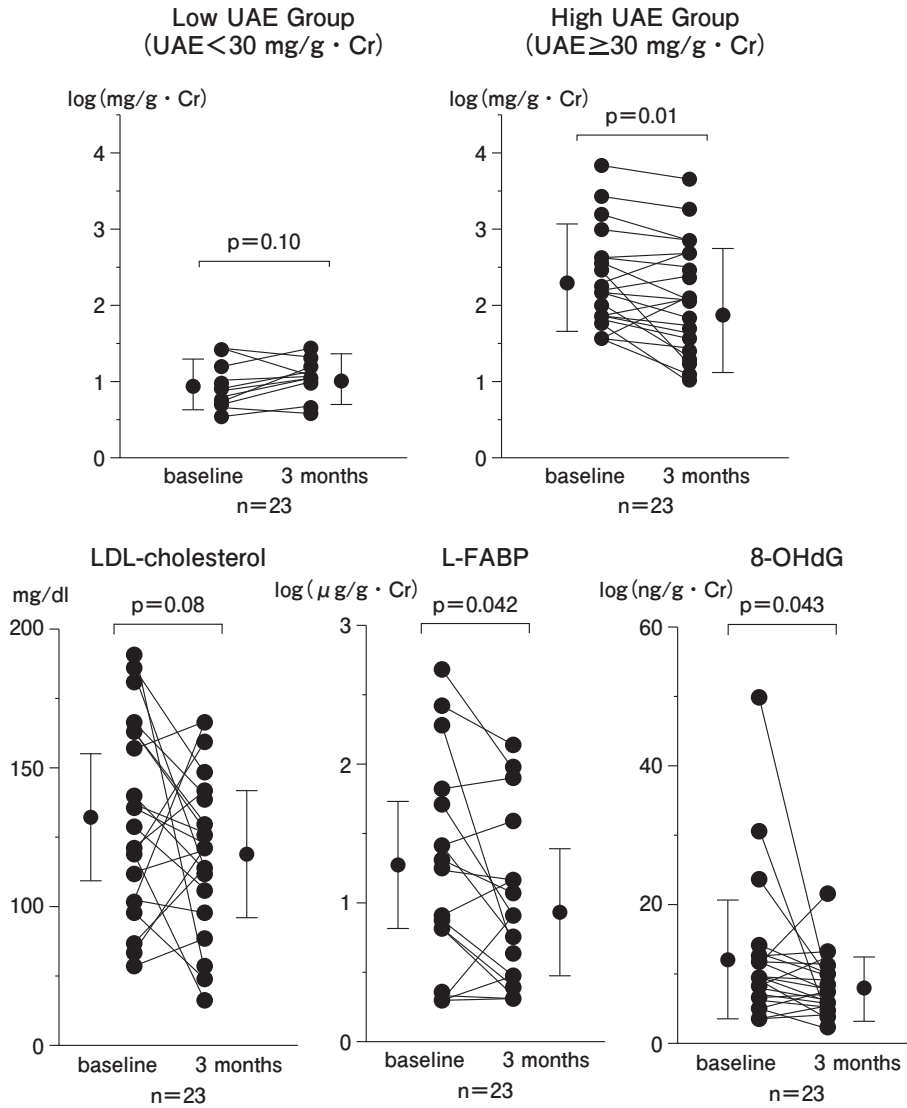 Low UAE Group
(UAE<30 mg/g・Cr)
High UAE Group
(UAE≥30 mg/g・Cr)
log(mg/g・Cr)
p=0.10
4
3
2
1
0
baseline 3 months
n=23
log(mg/g・Cr)
p=0.01
4
3
2
1
0
baseline 3 months
n=23
LDL-cholesterol
mg/dl
p=0.08
200
150
100
50
0
baseline 3 months
n=23
L-FABP
log(μg/g・Cr)
p=0.042
3
2
1
0
baseline 3 months
n=23
8-OHdG
log(ng/g・Cr)
p=0.043
60
40
20
0
baseline 3 months
n=23